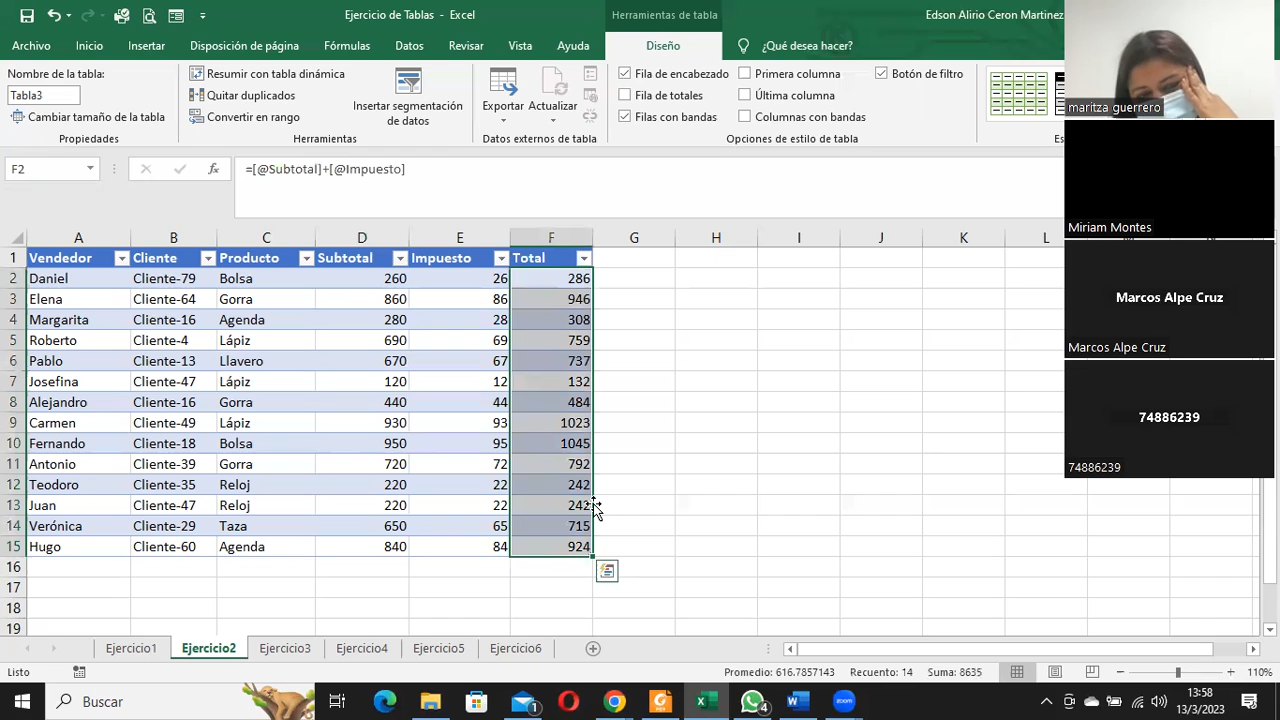 Ejercicio de Tablas - Excel
Herramientas de tabla
Edson Alirio Ceron Martinez
Archivo Inicio Insertar Disposición de página Fórmulas Datos Revisar Vista Ayuda Diseño ¿Qué desea hacer?
Nombre de la tabla:
Tabla3
Cambiar tamaño de la tabla
Propiedades
Resumir con tabla dinámica
Quitar duplicados
Convertir en rango
Insertar segmentación
de datos
Herramientas
Exportar Actualizar
Datos externos de tabla
Fila de encabezado Primera columna Botón de filtro
Fila de totales Última columna
Filas con bandas Columnas con bandas
Opciones de estilo de tabla
Es
maritza guerrero
F2 fx =[@Subtotal]+[@Impuesto]
Miriam Montes
A B C D E F G H I J K L
1 Vendedor Cliente Producto Subtotal Impuesto Total
2 Daniel Cliente-79 Bolsa 260 26 286
3 Elena Cliente-64 Gorra 860 86 946
4 Margarita Cliente-16 Agenda 280 28 308
5 Roberto Cliente-4 Lápiz 690 69 759
6 Pablo Cliente-13 Llavero 670 67 737
7 Josefina Cliente-47 Lápiz 120 12 132
8 Alejandro Cliente-16 Gorra 440 44 484
9 Carmen Cliente-49 Lápiz 930 93 1023
10 Fernando Cliente-18 Bolsa 950 95 1045
11 Antonio Cliente-39 Gorra 720 72 792
12 Teodoro Cliente-35 Reloj 220 22 242
13 Juan Cliente-47 Reloj 220 22 242
14 Verónica Cliente-29 Taza 650 65 715
15 Hugo Cliente-60 Agenda 840 84 924
16
17
18
19
Marcos Alpe Cruz
Marcos Alpe Cruz
74886239
74886239
Ejercicio1 Ejercicio2 Ejercicio3 Ejercicio4 Ejercicio5 Ejercicio6
Listo Promedio: 616.7857143 Recuento: 14 Suma: 8635 110%
Buscar
1
4
zoom
13:58
13/3/2023